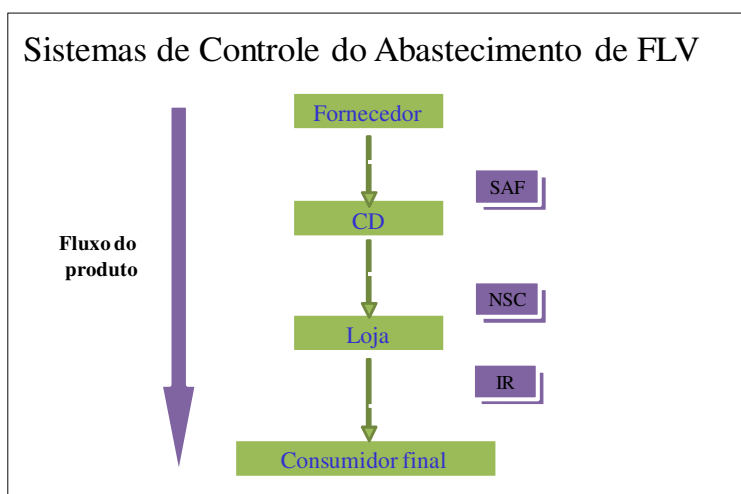 Sistemas de Controle do Abastecimento de FLV
Fornecedor
SAF
CD
Fluxo do
produto
NSC
Loja
IR
Consumidor final